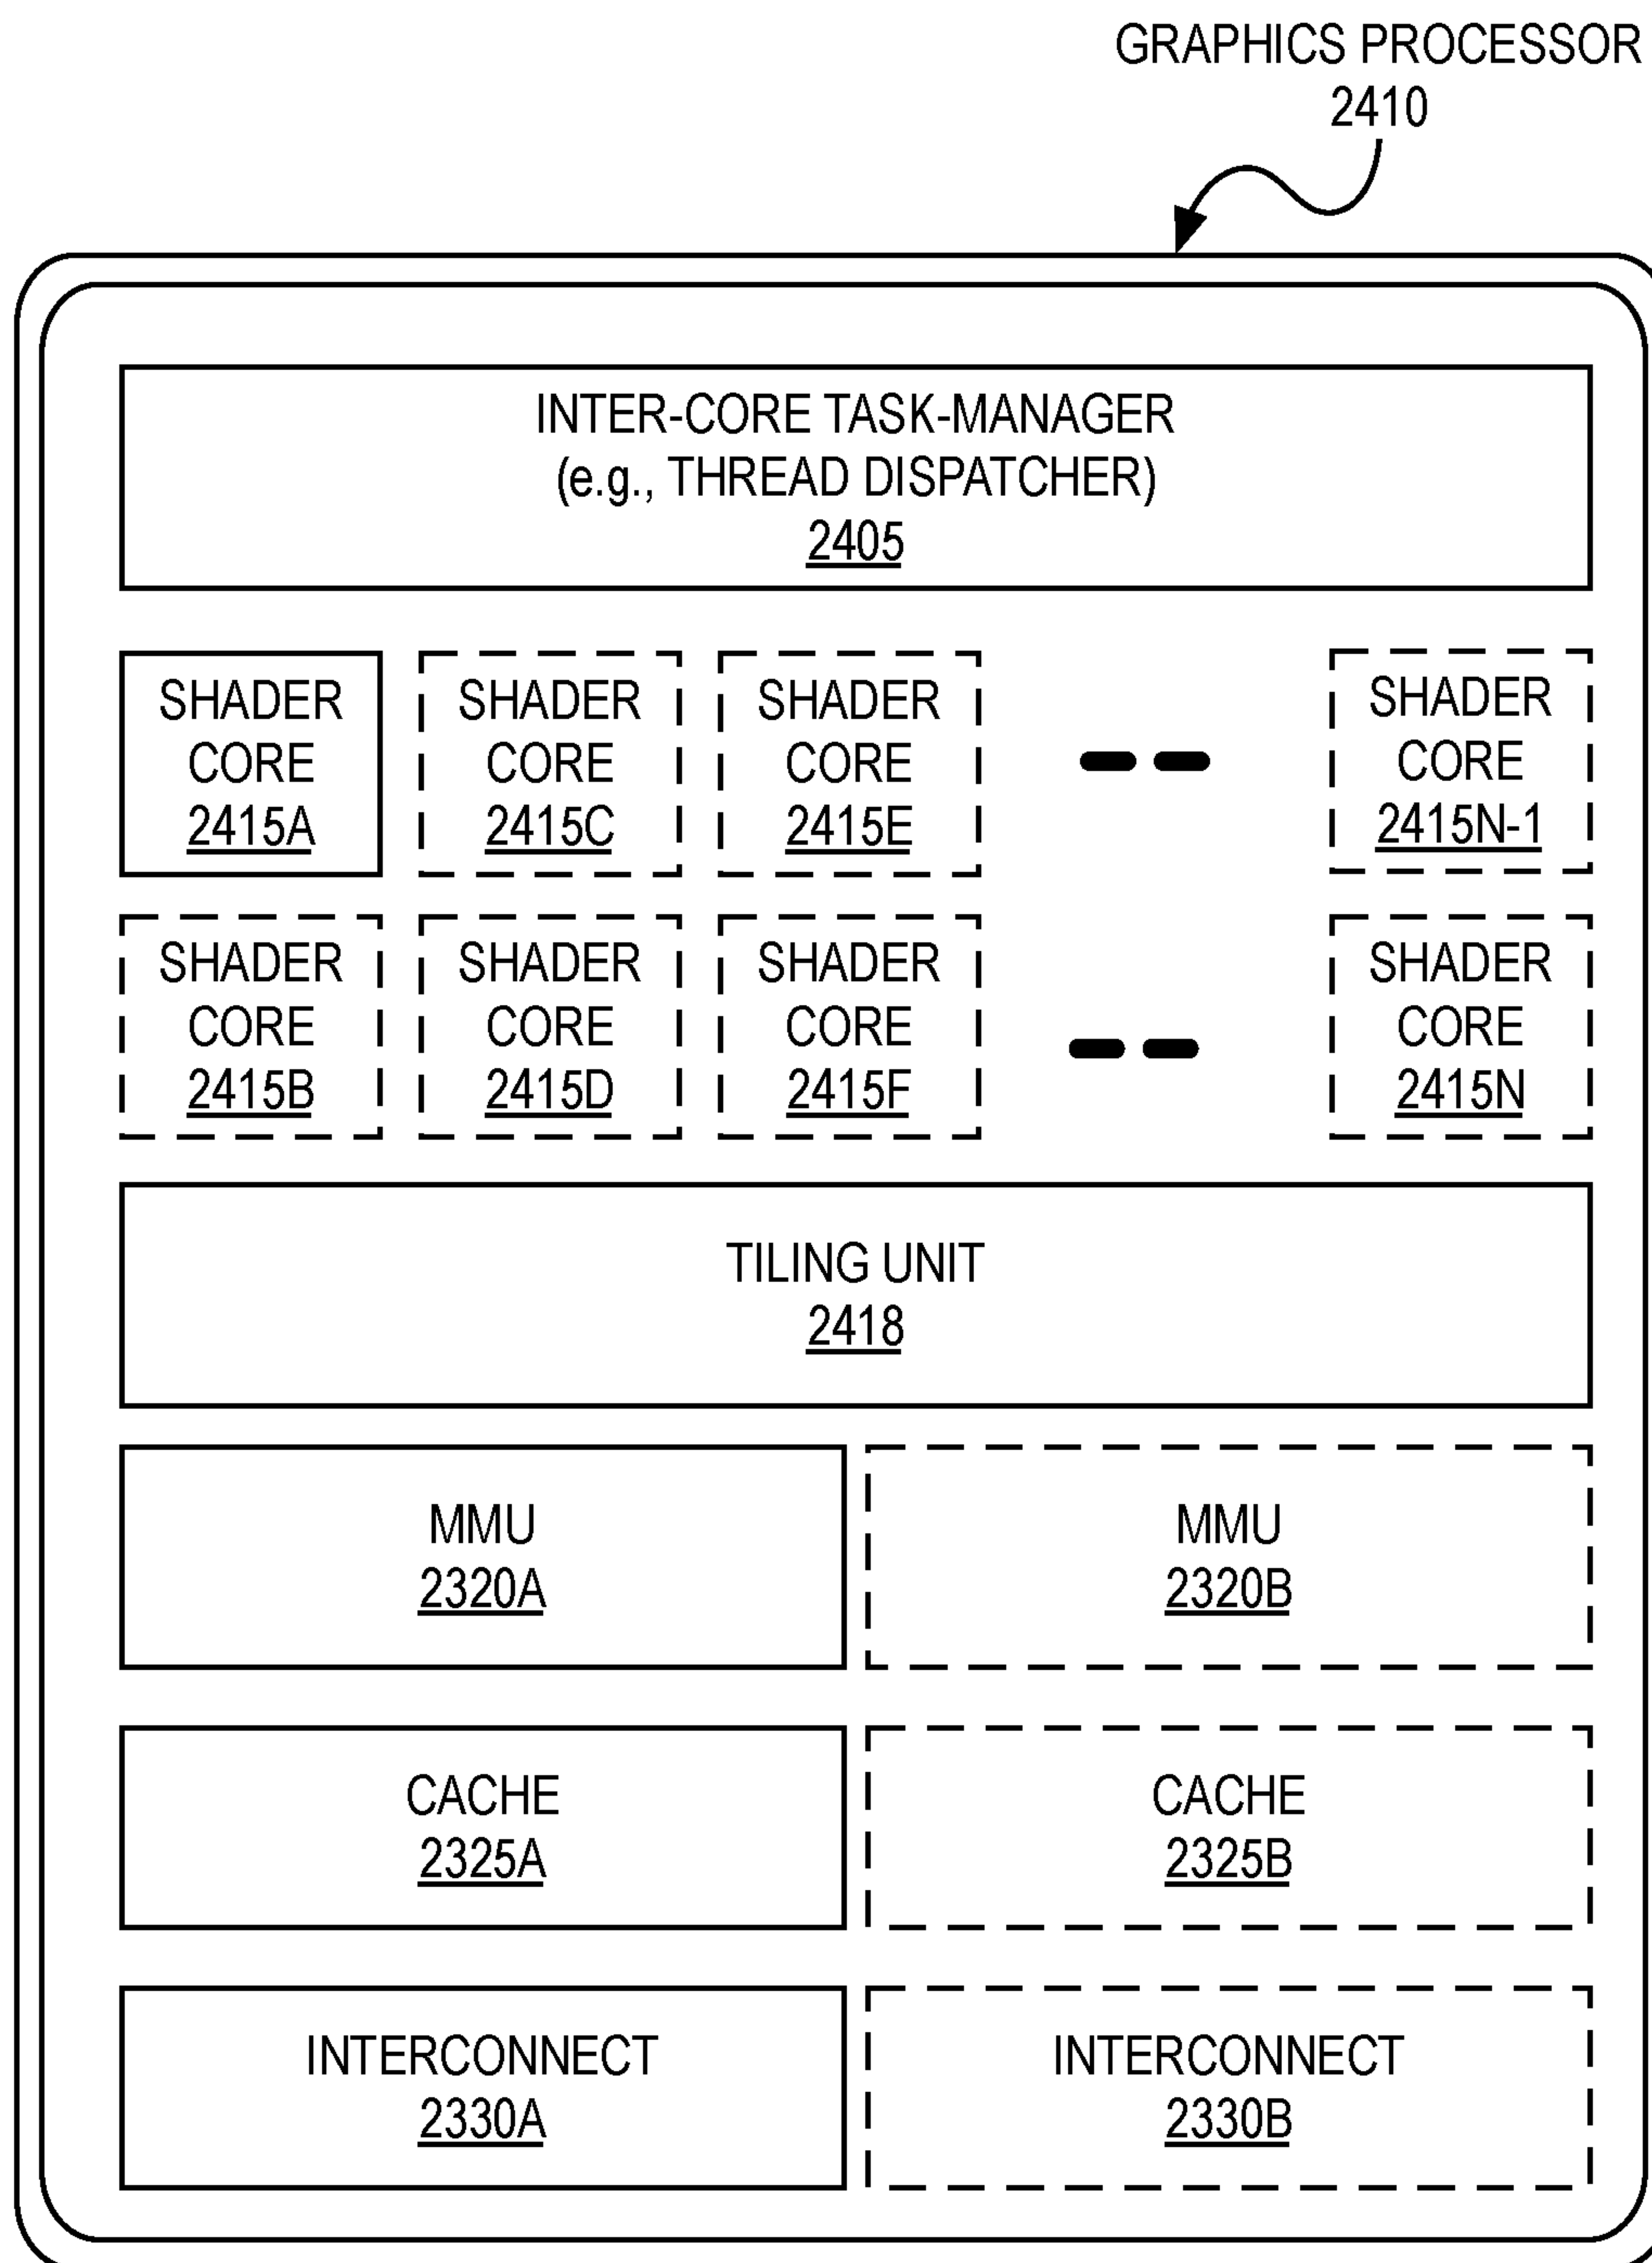 GRAPHICS PROCESSOR
2410
INTER-CORE TASK-MANAGER
(e.g., THREAD DISPATCHER)
2405
SHADER
CORE
2415A
SHADER
CORE
2415C
SHADER
CORE
2415E
SHADER
CORE
2415N-1
SHADER
CORE
2415B
SHADER
CORE
2415D
SHADER
CORE
2415F
SHADER
CORE
2415N
TILING UNIT
2418
MMU
2320A
MMU
2320B
CACHE
2325A
CACHE
2325B
INTERCONNECT
2330A
INTERCONNECT
2330B